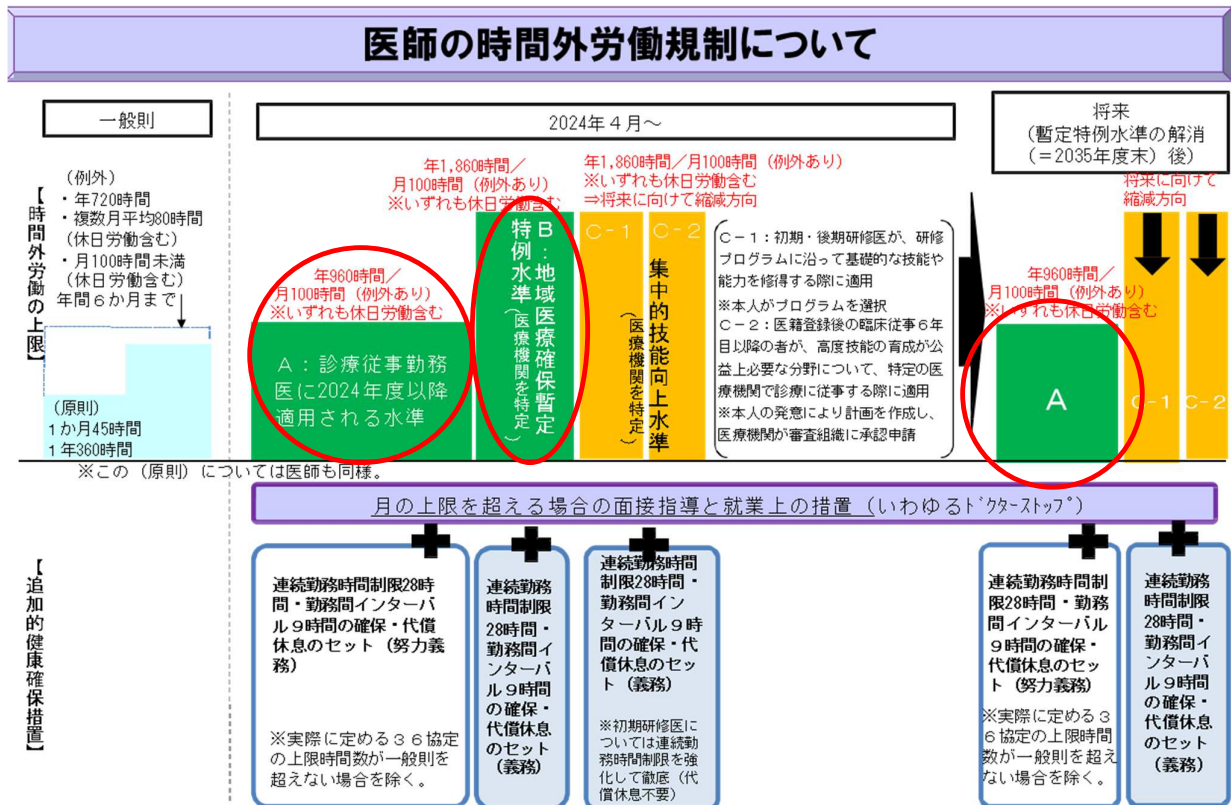 医師の時間外労働規制について
一般則
2024年４月～
将来
(暫定特例水準の解消
(＝2035年度末）後）
【時間外労働の上限】
（例外）
・年720時間
・複数月平均80時間
（休日労働含む）
・月100時間未満
（休日労働含む）
年間６か月まで
（原則）
１か月45時間
１年360時間
※この（原則）については医師も同様。
年960時間／
月100時間（例外あり）
※いずれも休日労働含む
A：診療従事勤務
医に2024年度以降
適用される水準
年1,860時間／
月100時間（例外あり）
※いずれも休日労働含む
B：地域医療確保暫定
特例水準（医療機関を特定）
年1,860時間／月100時間（例外あり）
※いずれも休日労働含む
⇒将来に向けて縮減方向
C-1
C-2
集中的技能向上水準
（医療機関を特定）
C－1：初期・後期研修医が、研修
プログラムに沿って基礎的な技能や
能力を修得する際に適用
※本人がプログラムを選択
C－2：医籍登録後の臨床従事６年
目以降の者が、高度技能の育成が公
益上必要な分野について、特定の医
療機関で診療に従事する際に適用
※本人の発意により計画を作成し、
医療機関が審査組織に承認申請
年960時間／
月100時間（例外あり）
※いずれも休日労働含む
A
将来に向けて
縮減方向
C-1
C-2
月の上限を超える場合の面接指導と就業上の措置（いわゆるﾄﾞｸﾀｰｽﾄｯﾌﾟ）
【追加的健康確保措置】
連続勤務時間制限28時
間・勤務間インターバ
ル９時間の確保・代償
休息のセット（努力義
務）
※実際に定める３６協定
の上限時間数が一般則を
超えない場合を除く。
連続勤務
時間制限
28時間・
勤務間イ
ンターバ
ル９時間
の確保・
代償休息
のセット
（義務）
連続勤務時間
制限28時間・
勤務間イン
ターバル９時
間の確保・代
償休息のセッ
ト（義務）
※初期研修医に
ついては連続勤
務時間制限を強
化して徹底（代
償休息不要）
連続勤務時間制
限28時間・勤務
間インターバル
９時間の確保・
代償休息のセッ
ト（努力義務）
※実際に定める３
６協定の上限時間
数が一般則を超え
ない場合を除く。
連続勤務
時間制限
28時間・
勤務間イ
ンターバ
ル９時間
の確保・
代償休息
のセット
（義務）